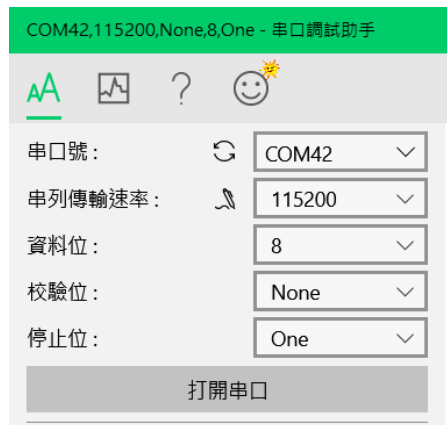 COM42,115200,None,8,One - 串口調試助手
AA
串口號： COM42
串列傳輸速率： 115200
資料位： 8
校驗位： None
停止位： One
打開串口